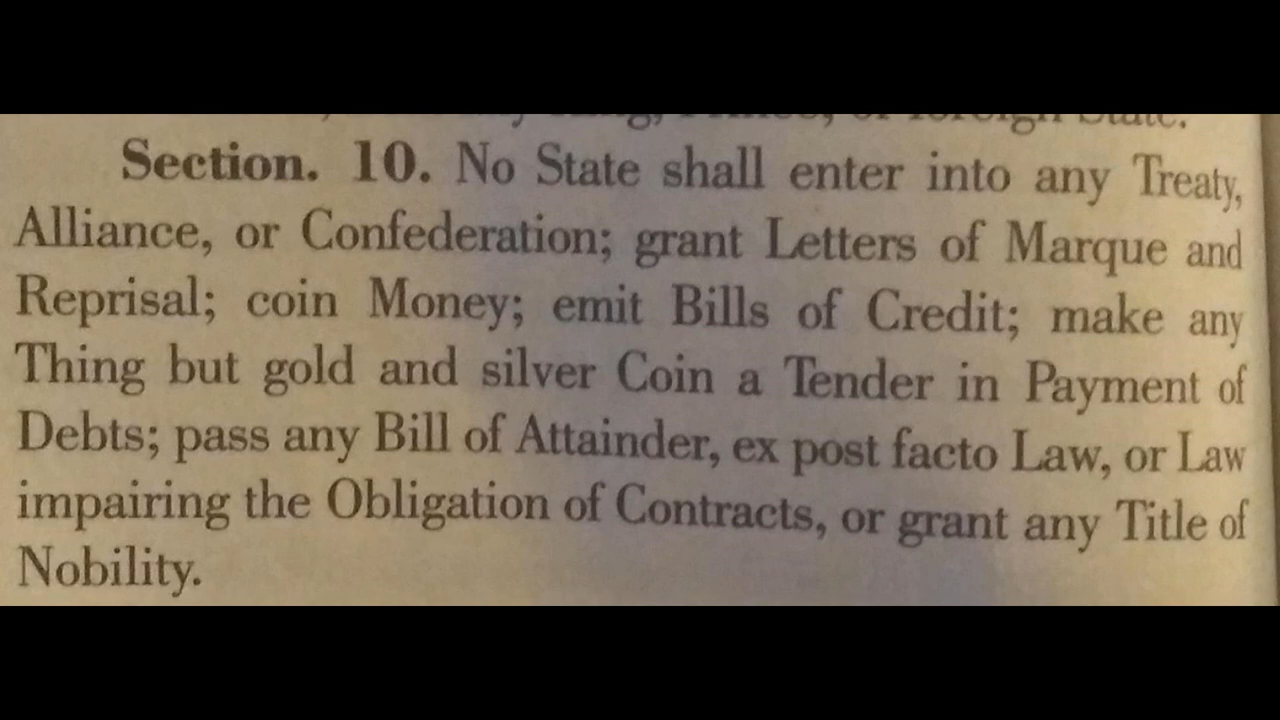 or foreign State.
Section. 10. No State shall enter into any Treaty,
Alliance, or Confederation; grant Letters of Marque and
Reprisal; coin Money; emit Bills of Credit; make any
Thing but gold and silver Coin a Tender in Payment of
Debts; pass any Bill of Attainder, ex post facto Law, or Law
impairing the Obligation of Contracts, or grant any Title of
Nobility.